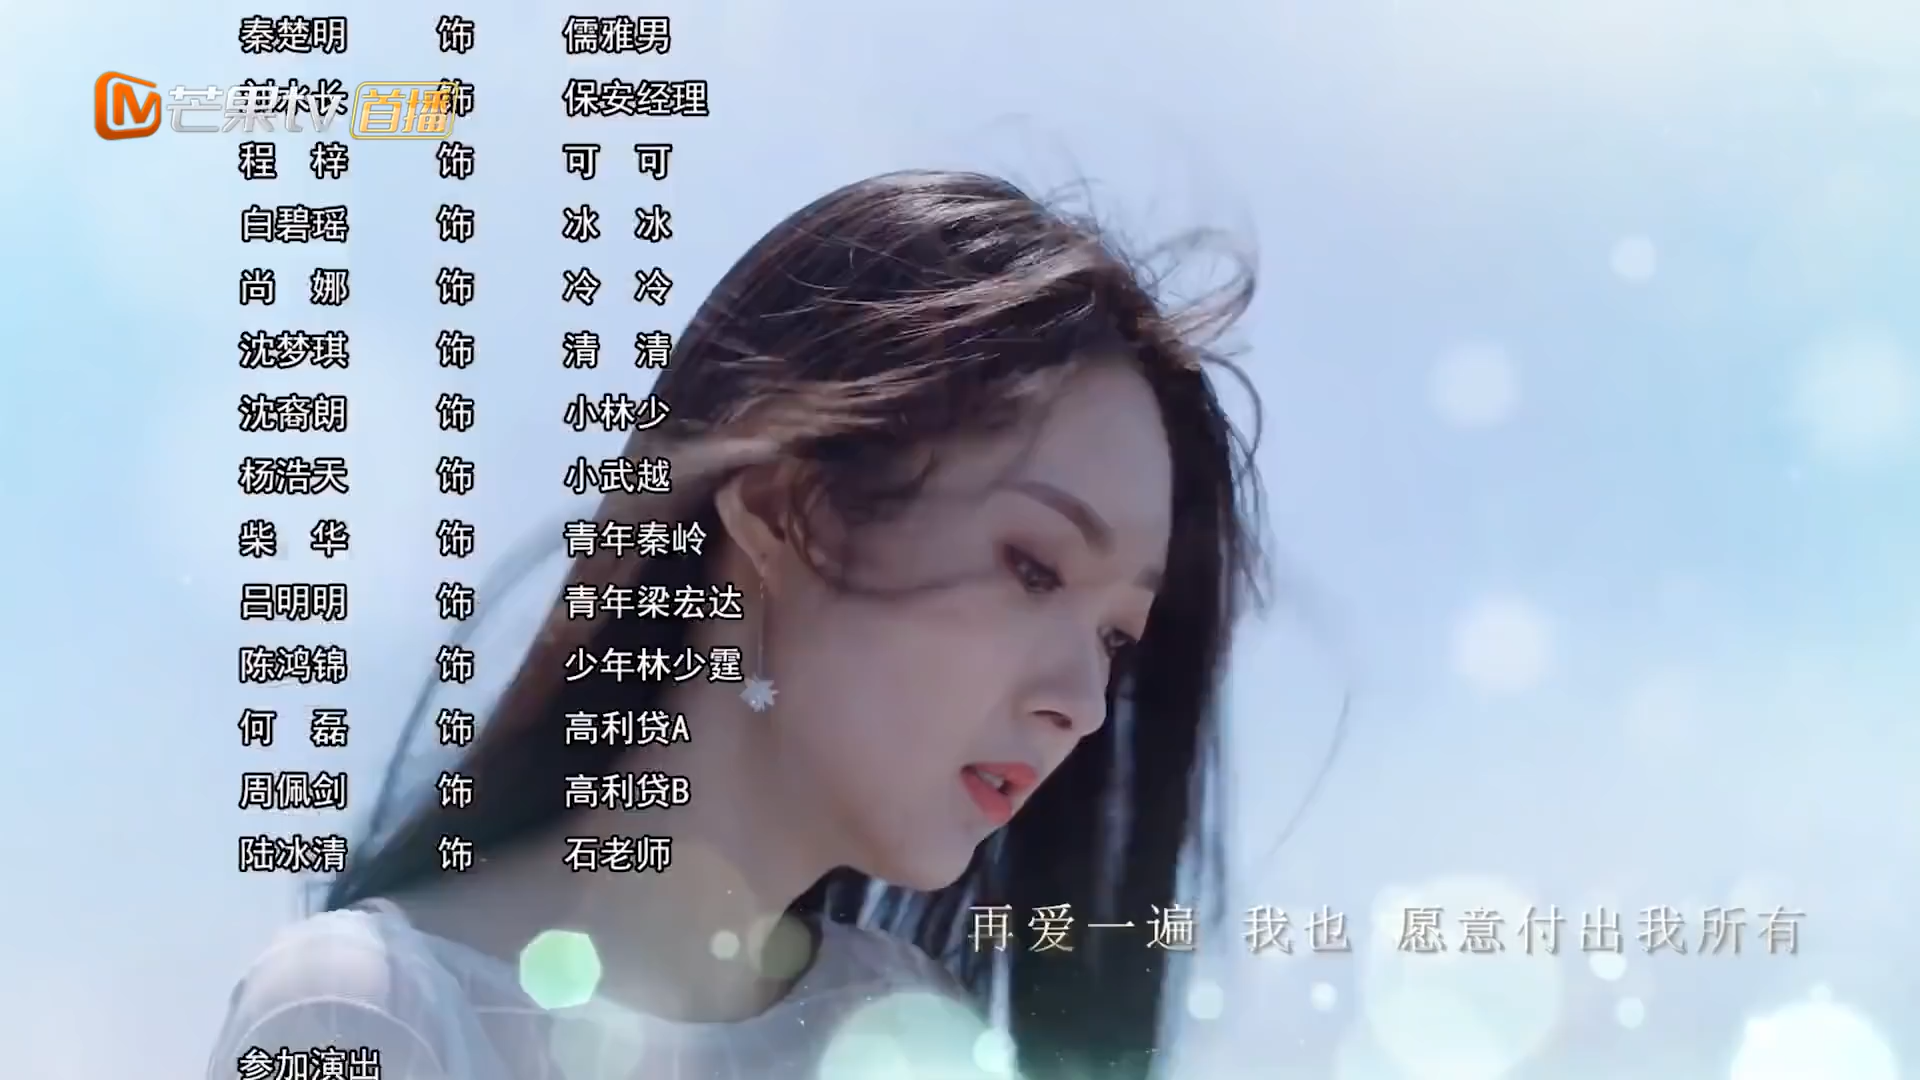 秦楚明 饰 儒雅男
芒果tv 首播
水长 饰 保安经理
程 梓 饰 可 可
白碧瑶 饰 冰 冰
尚 娜 饰 冷 冷
沈梦琪 饰 清 清
沈裔朗 饰 小林少
杨浩天 饰 小武越
柴 华 饰 青年秦岭
吕明明 饰 青年梁宏达
陈鸿锦 饰 少年林少霆
何 磊 饰 高利贷A
周佩剑 饰 高利贷B
陆冰清 饰 石老师
再爱一遍 我也 愿意付出我所有
参加演出